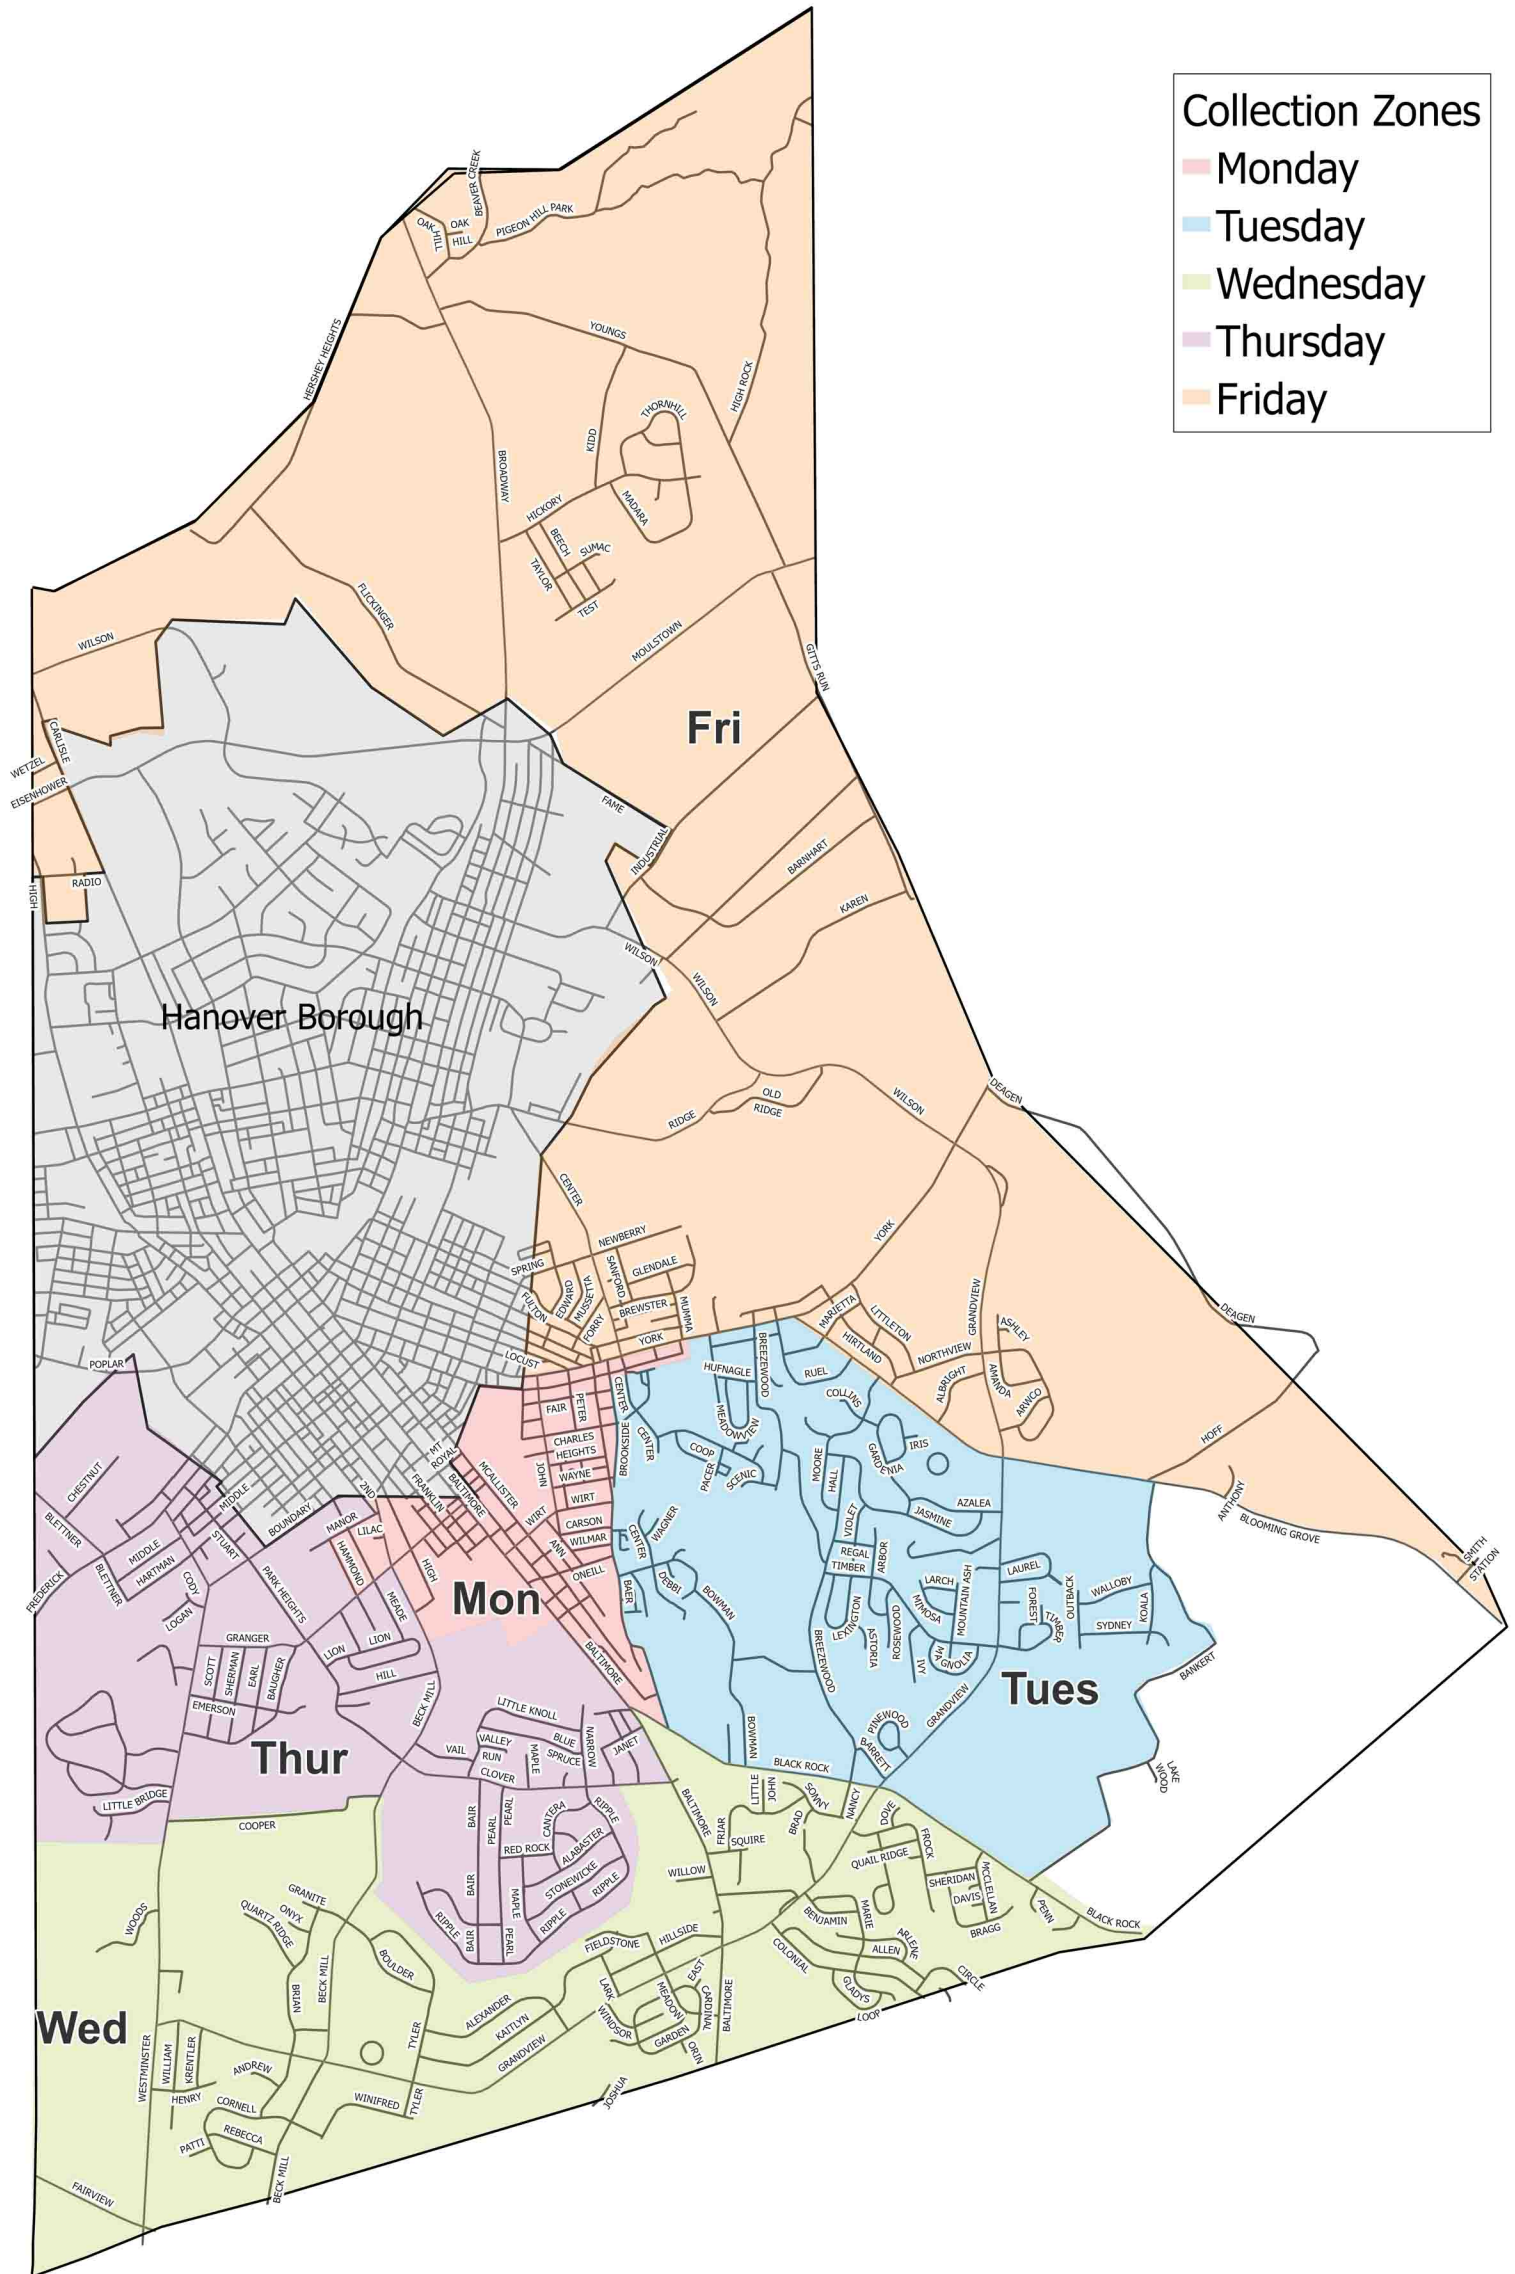 Collection Zones
Monday
Tuesday
Wednesday
Thursday
Friday
BEAVER CREEK
OAK HILL
OAK
HILL
PIGEON HILL PARK
HERSHEY HEIGHTS
YOUNGS
HIGH ROCK
THORNHILL
KIDD
BROADWAY
HICKORY
MADARA
BEECH
SUMAC
TAYLOR
TEST
FLICKINGER
WILSON
MOULSTOWN
GITTS RUN
Fri
CARLISLE
WETZEL
EISENHOWER
FAME
INDUSTRIAL
BARNHART
RADIO
HIGH
KAREN
WILSON
WILSON
Hanover Borough
OLD
RIDGE
RIDGE
WILSON
DEAGEN
CENTER
NEWBERRY
YORK
SPRING
SANFORD
GLENDALE
EDWARD
MUSSETTA
FULTON
BREWSTER
MUMMA
FORRY
YORK
LOCUST
GRANDVIEW
MARIETTA
LITTLETON
ASHLEY
DEAGEN
HIRTLAND
NORTHVIEW
BREEZEWOOD
POPLAR
HUFNAGLE
RUEL
ALBRIGHT
AMANDA
ARWCO
COLLINS
CENTER
PETER
FAIR
MEADOWVIEW
HOFF
CHARLES
HEIGHTS
BROOKSIDE
CENTER
COOP
PACER
SCENIC
MOORE
HALL
GARDENIA
IRIS
MT
ROYAL
MCALLISTER
JOHN
WAYNE
CHESTNUT
BALTIMORE
FRANKLIN
2ND
MIDDLE
WIRT
WIRT
AZALEA
JASMINE
VIOLET
ANTHONY
BLOOMING GROVE
BLETTNER
BOUNDARY
MANOR
LILAC
CARSON
WILMAR
CENTER
WAGNER
STUART
MIDDLE
HARTMAN
HAMMOND
ANN
ONEILL
REGAL
TIMBER
ARBOR
SMITH
STATION
FREDERICK
BLETTNER
CODY
LOGAN
PARK HEIGHTS
MEADE
HIGH
Mon
BAER
DEBBI
BOWMAN
LARCH
MIMOSA
MOUNTAIN ASH
LAUREL
FOREST
OUTBACK
WALLOBY
KOALA
SYDNEY
TIMBER
LEXINGTON
ASTORIA
ROSEWOOD
IVY
MAGNOLIA
GRANGER
LION
LION
SCOTT
SHERMAN
EARL
BAUGHER
HILL
BALTIMORE
BREEZEWOOD
BANKERT
Tues
EMERSON
BECK MILL
LITTLE KNOLL
GRANDVIEW
PINEWOOD
BARRETT
BOWMAN
Thur
VAIL
VALLEY
RUN
BLUE
SPRUCE
NARROW
JANET
MAPLE
CLOVER
BLACK ROCK
LAKE
WOOD
LITTLE BRIDGE
COOPER
BAIR
PEARL
PEARL
CANTERA
RIPPLE
BALTIMORE
LITTLE
JOHN
SONNY
NANCY
FRIAR
BRAD
DOVE
RED ROCK
ALABASTER
SQUIRE
FROCK
QUAIL RIDGE
STONEWICKE
RIPPLE
WILLOW
SHERIDAN
MCCLELLAN
DAVIS
BRAGG
BAIR
MAPLE
GRANITE
ONYX
QUARTZ RIDGE
WOODS
RIPPLE
RIPPLE
BAIR
PEARL
BENJAMIN
MARIE
PENN
BLACK ROCK
FIELDSTONE
HILLSIDE
ARLENE
ALLEN
COLONIAL
BOULDER
BRIAN
BECK MILL
LARK
EAST
MEADOW
CARDINAL
BALTIMORE
GLADYS
CIRCLE
LOOP
Wed
ALEXANDER
KAITLYN
WINDSOR
GARDEN
ORIN
TYLER
GRANDVIEW
WESTMINSTER
WILLIAM
KRENTLER
ANDREW
HENRY
CORNELL
WINIFRED
TYLER
JOSHUA
REBECCA
PATTI
BECK MILL
FAIRVIEW